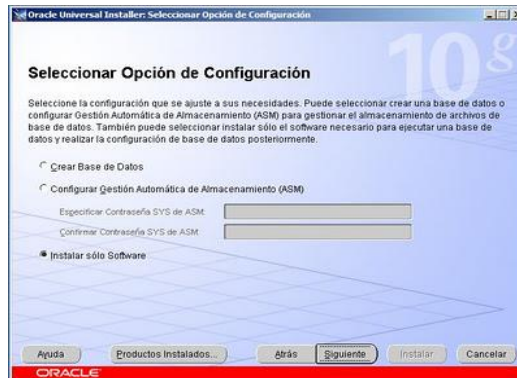 Oracle Universal Installer: Seleccionar Opción de Configuración
10g
Seleccionar Opción de Configuración
Seleccione la configuración que se ajuste a sus necesidades. Puede seleccionar crear una base de datos o
configurar Gestión Automática de Almacenamiento (ASM) para gestionar el almacenamiento de archivos de
base de datos. También puede seleccionar instalar sólo el software necesario para ejecutar una base de
datos y realizar la configuración de base de datos posteriormente.
Crear Base de Datos
Configurar Gestión Automática de Almacenamiento (ASM)
Especificar Contraseña SYS de ASM:
Confirmar Contraseña SYS de ASM:
Instalar sólo Software
Ayuda
Productos Instalados...
Atrás
Siguiente
Instalar
Cancelar
ORACLE